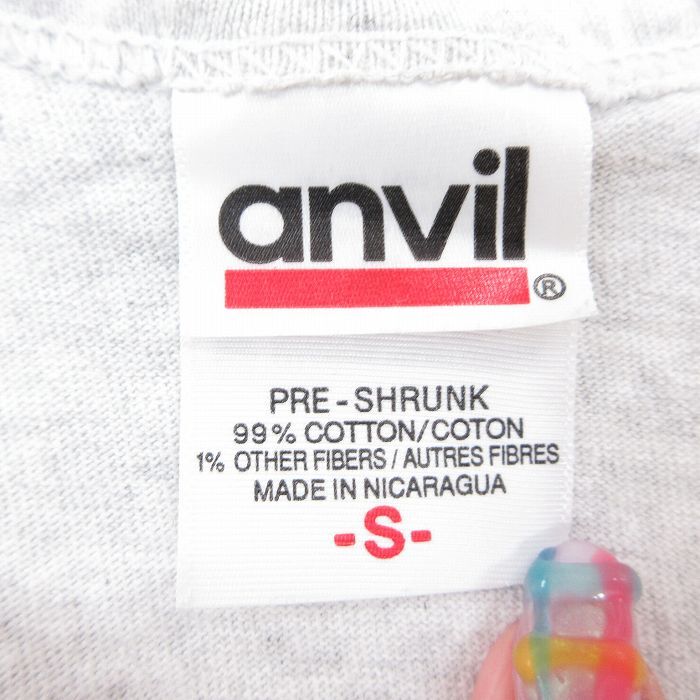 anvil
®
PRE-SHRUNK
99% COTTON/COTON
1% OTHER FIBERS / AUTRES FIBRES
MADE IN NICARAGUA
-S-